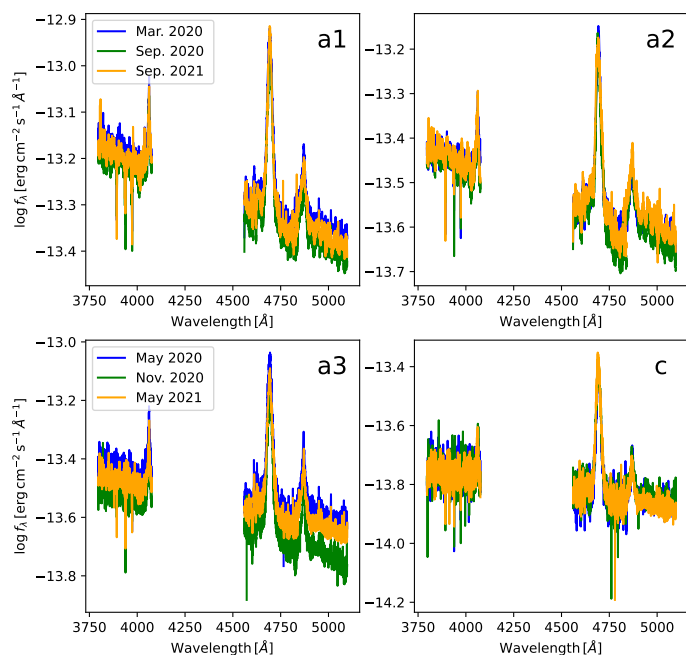 a1
Mar. 2020
Sep. 2020
Sep. 2021
−12.9
−13.0
−13.1
−13.2
−13.3
−13.4
log fλ [erg cm⁻² s⁻¹ Å⁻¹]
3750 4000 4250 4500 4750 5000
Wavelength [Å]
a2
−13.2
−13.3
−13.4
−13.5
−13.6
−13.7
3750 4000 4250 4500 4750 5000
Wavelength [Å]
a3
May 2020
Nov. 2020
May 2021
−13.0
−13.2
−13.4
−13.6
−13.8
log fλ [erg cm⁻² s⁻¹ Å⁻¹]
3750 4000 4250 4500 4750 5000
Wavelength [Å]
c
−13.4
−13.6
−13.8
−14.0
−14.2
3750 4000 4250 4500 4750 5000
Wavelength [Å]